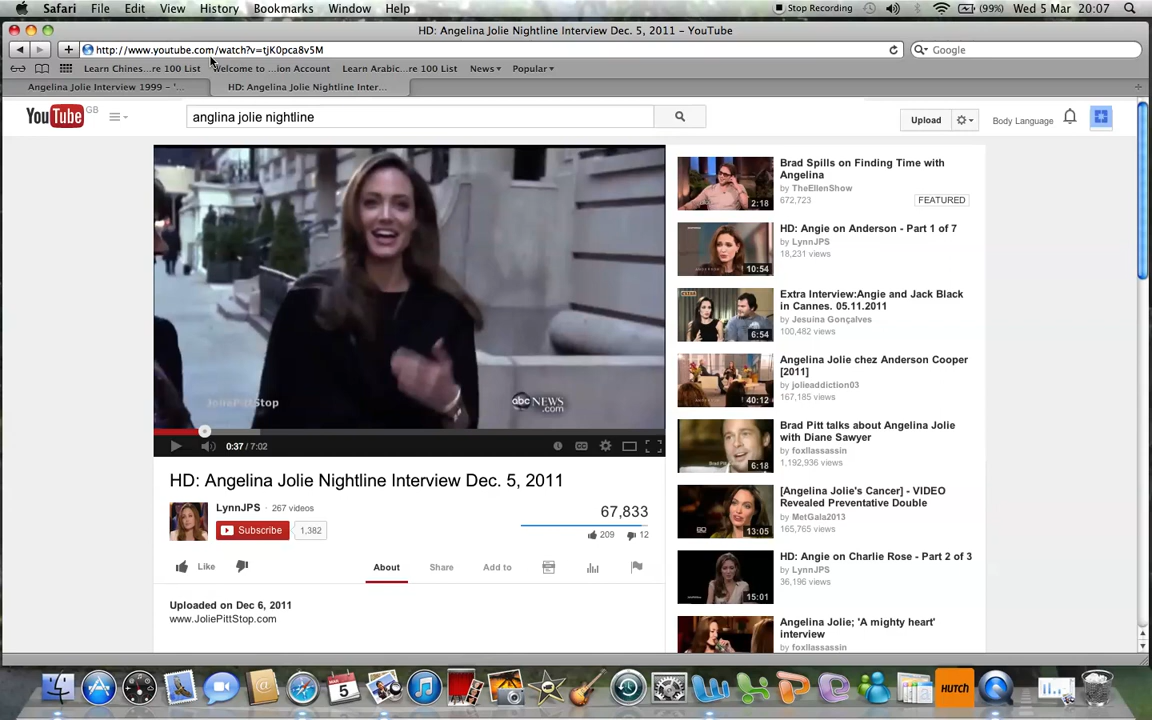 Safari File Edit View History Bookmarks Window Help Stop Recording (99%) Wed 5 Mar 20:07
HD: Angelina Jolie Nightline Interview Dec. 5, 2011 – YouTube
http://www.youtube.com/watch?v=tjK0pca8v5M Google
Learn Chines...re 100 List Welcome to ...ion Account Learn Arabic...re 100 List News Popular
Angelina Jolie Interview 1999 – '... HD: Angelina Jolie Nightline Inter...
YouTube GB anglina jolie nightline Upload Body Language
JoliePittStop
abc NEWS
.com
0:37 / 7:02 CC
HD: Angelina Jolie Nightline Interview Dec. 5, 2011
LynnJPS · 267 videos
Subscribe 1,382
67,833
209 12
Like About Share Add to
Uploaded on Dec 6, 2011
www.JoliePittStop.com
Brad Spills on Finding Time with
Angelina
by TheEllenShow
672,723 FEATURED
2:18
HD: Angie on Anderson - Part 1 of 7
by LynnJPS
18,231 views
10:54
Extra Interview:Angie and Jack Black
in Cannes. 05.11.2011
by Jesuina Gonçalves
100,482 views
6:54
Angelina Jolie chez Anderson Cooper
[2011]
by jolieaddiction03
167,185 views
40:12
Brad Pitt talks about Angelina Jolie
with Diane Sawyer
by foxllassassin
1,192,936 views
6:18
[Angelina Jolie's Cancer] - VIDEO
Revealed Preventative Double
by MetGala2013
165,765 views
13:05
HD: Angie on Charlie Rose - Part 2 of 3
by LynnJPS
36,196 views
15:01
Angelina Jolie; 'A mighty heart'
interview
by foxllassassin
MAR
5
HUTCH